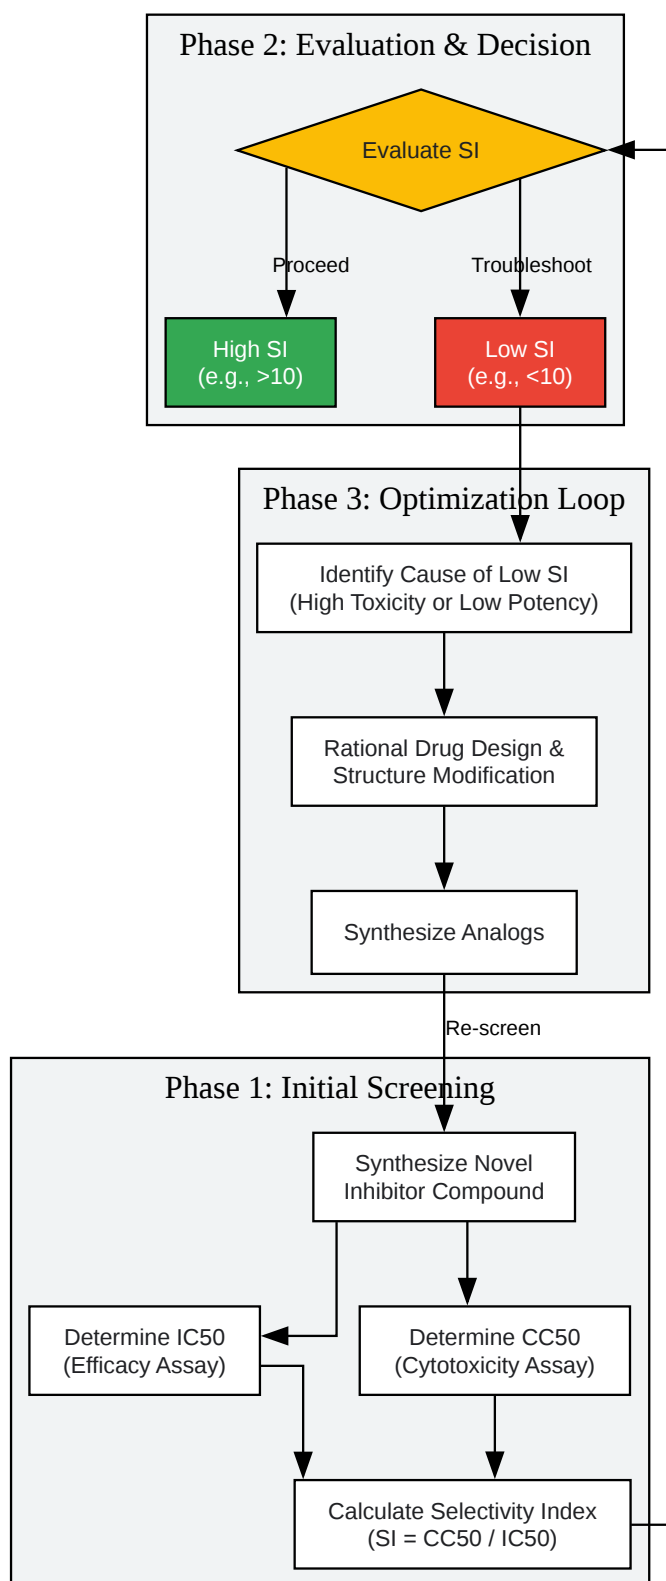 Phase 2: Evaluation & Decision
Evaluate SI
Proceed
Troubleshoot
High SI
(e.g., >10)
Low SI
(e.g., <10)
Phase 3: Optimization Loop
Identify Cause of Low SI
(High Toxicity or Low Potency)
Rational Drug Design &
Structure Modification
Synthesize Analogs
Re-screen
Phase 1: Initial Screening
Synthesize Novel
Inhibitor Compound
Determine IC50
(Efficacy Assay)
Determine CC50
(Cytotoxicity Assay)
Calculate Selectivity Index
(SI = CC50 / IC50)